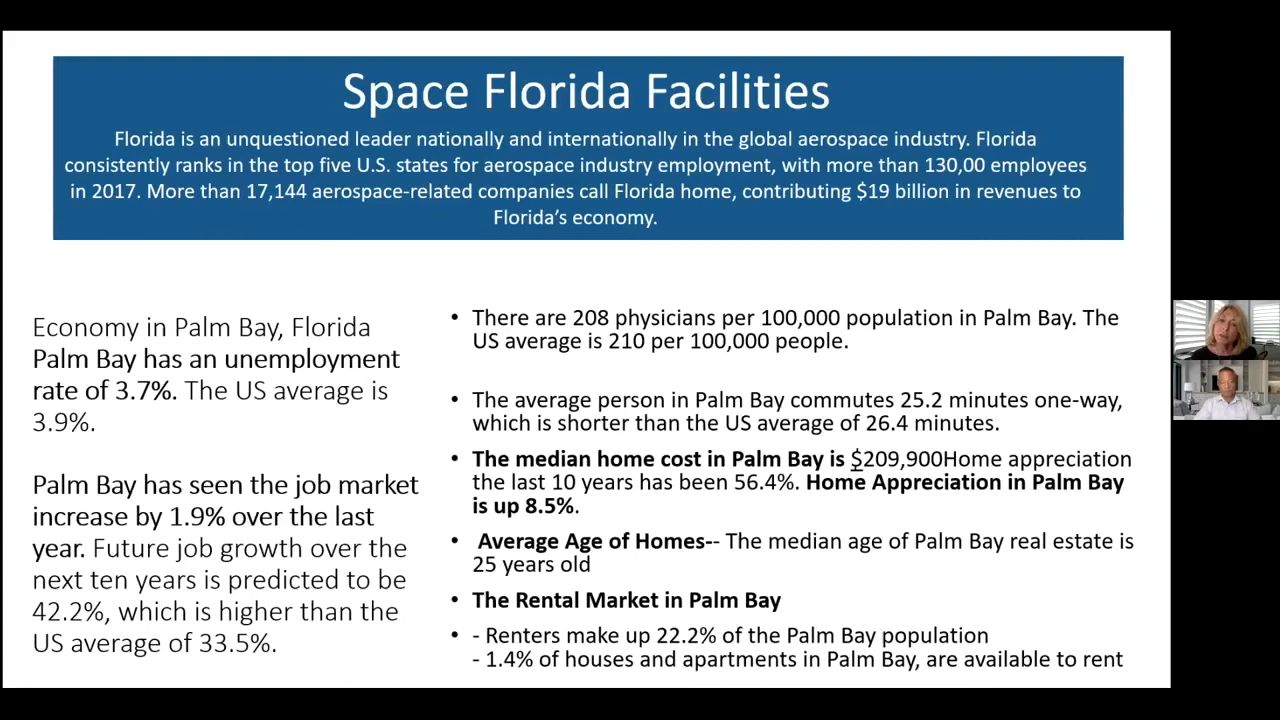 Space Florida Facilities
Florida is an unquestioned leader nationally and internationally in the global aerospace industry. Florida
consistently ranks in the top five U.S. states for aerospace industry employment, with more than 130,00 employees
in 2017. More than 17,144 aerospace-related companies call Florida home, contributing $19 billion in revenues to
Florida’s economy.
Economy in Palm Bay, Florida
Palm Bay has an unemployment
rate of 3.7%. The US average is
3.9%.
Palm Bay has seen the job market
increase by 1.9% over the last
year. Future job growth over the
next ten years is predicted to be
42.2%, which is higher than the
US average of 33.5%.
• There are 208 physicians per 100,000 population in Palm Bay. The
US average is 210 per 100,000 people.
• The average person in Palm Bay commutes 25.2 minutes one-way,
which is shorter than the US average of 26.4 minutes.
• The median home cost in Palm Bay is $209,900Home appreciation
the last 10 years has been 56.4%. Home Appreciation in Palm Bay
is up 8.5%.
• Average Age of Homes-- The median age of Palm Bay real estate is
25 years old
• The Rental Market in Palm Bay
• - Renters make up 22.2% of the Palm Bay population
- 1.4% of houses and apartments in Palm Bay, are available to rent